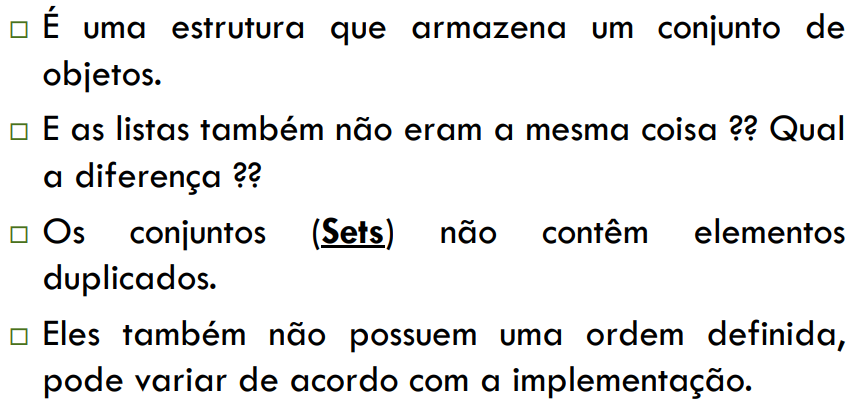 □ É uma estrutura que armazena um conjunto de
objetos.
□ E as listas também não eram a mesma coisa ?? Qual
a diferença ??
□ Os conjuntos (Sets) não contêm elementos
duplicados.
□ Eles também não possuem uma ordem definida,
pode variar de acordo com a implementação.